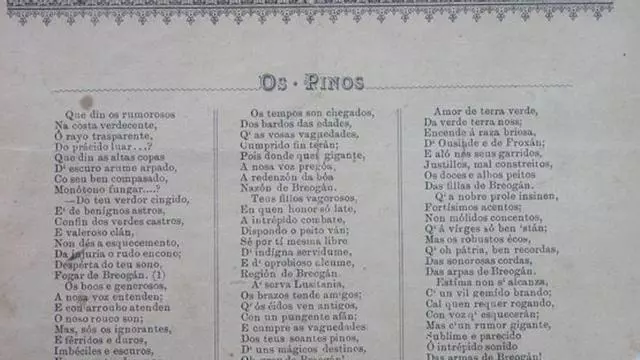 OS · PINOS
Que din os rumorosos
Na costa verdecente,
O rayo trasparente,
Do prácido luar...?
Que din as altas copas
D' escuro arume arpado,
Co seu ben compasado,
Monótono fungar....?
—Do teu verdor cingido,
E' de benignos astros,
Confin dos verdes castros,
E valeroso clán,
Non dés a esquecemento,
Da injuria o rudo encono;
Despérta do teu sono,
Fogar de Breogán. (1)
Os boos e generosos,
A nosa voz entenden;
E con arroubo atenden
O noso rouco son;
Mas, sós os ignorantes,
E férridos e duros,
Imbéciles e escuros,
Os tempos son chegados,
Dos bardos das edades,
Q' as vosas vaguedades,
Cumprido fin terán;
Pois donde quer gigante,
A nosa voz pregóa,
A redenzón da bóa
Nazón de Breogán.
Teus fillos vagorosos,
En quen honor só late,
A intrépido combate,
Dispondo o peito ván;
Sé por tí mesma libre
D' indigna servidume,
E d' oprobioso alcume,
Region de Breogán.
A' serva Lusitania,
Os brazos tende amigos;
Q' os eidos ven antigos,
Con un pungente afán;
E cumpre as vaguedades
Dos teus soantes pinos,
D' uns máginos destinos,
Amor de terra verde,
Da verde terra nosa;
Encende á raza briosa,
D' Ousinde e de Froxán;
E aló nos seus garridos,
Justillos, mal constreitos,
Os doces e alhos peitos
Das fillas de Breogán.
Q' a nobre prole insinen,
Fortísimos acentos;
Non mólidos concentos,
Q' á virges só ben 'stán;
Mas os robustos écos,
Q' oh pátria, ben recordas,
Das sonorosas cordas,
Das arpas de Breogán.
Estima non s' alcanza,
C' un vil gemido brando;
Cal quen requer rogando,
Con voz q' esquecerán;
Mas c' un rumor gigante,
Sublime e parecido
Ó intrépido sonido
Das armas de Breogán!